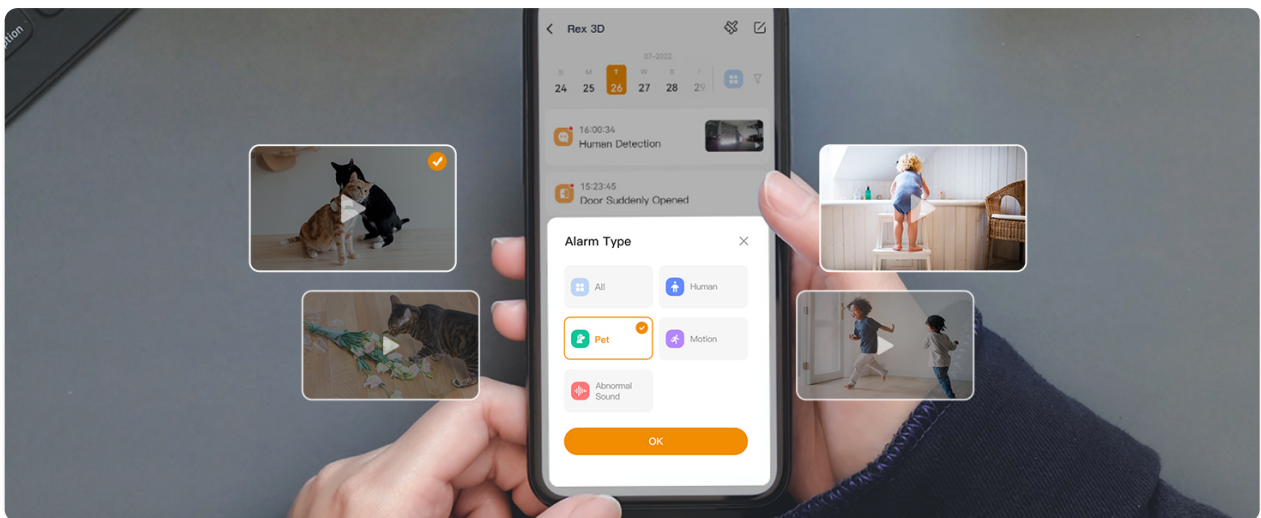 ption
Rex 3D
07-2022
S M T W S F
24 25 26 27 28 29
16:00:34
Human Detection
15:23:45
Door Suddenly Opened
Alarm Type
All
Human
Pet
Motion
Abnormal
Sound
OK